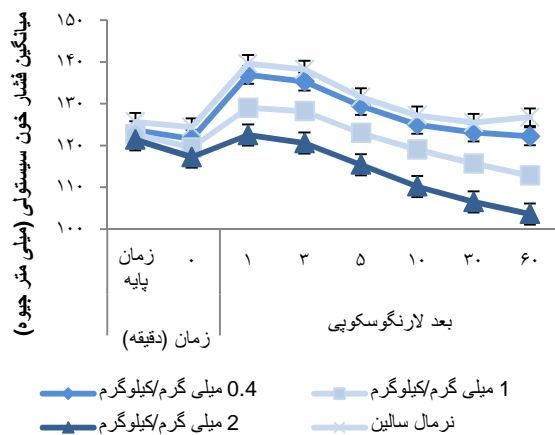 میانگین فشار خون سیستولی (میلی متر جیوه)
۱۵۰
۱۴۰
۱۳۰
۱۲۰
۱۱۰
۱۰۰
زمان
پایه
۰
۱
۳
۵
۱۰
۳۰
۶۰
زمان (دقیقه)
بعد لارنگوسکوپی
0.4 میلی گرم/کیلوگرم
1 میلی گرم/کیلوگرم
2 میلی گرم/کیلوگرم
نرمال سالین